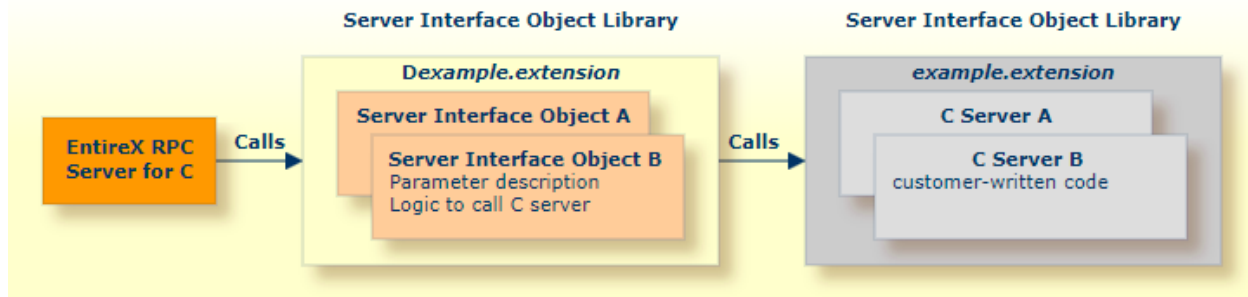 Server Interface Object Library
Dexample.extension
Server Interface Object A
Server Interface Object B
Parameter description
Logic to call C server
EntireX RPC
Server for C
Calls
Calls
Server Interface Object Library
example.extension
C Server A
C Server B
customer-written code